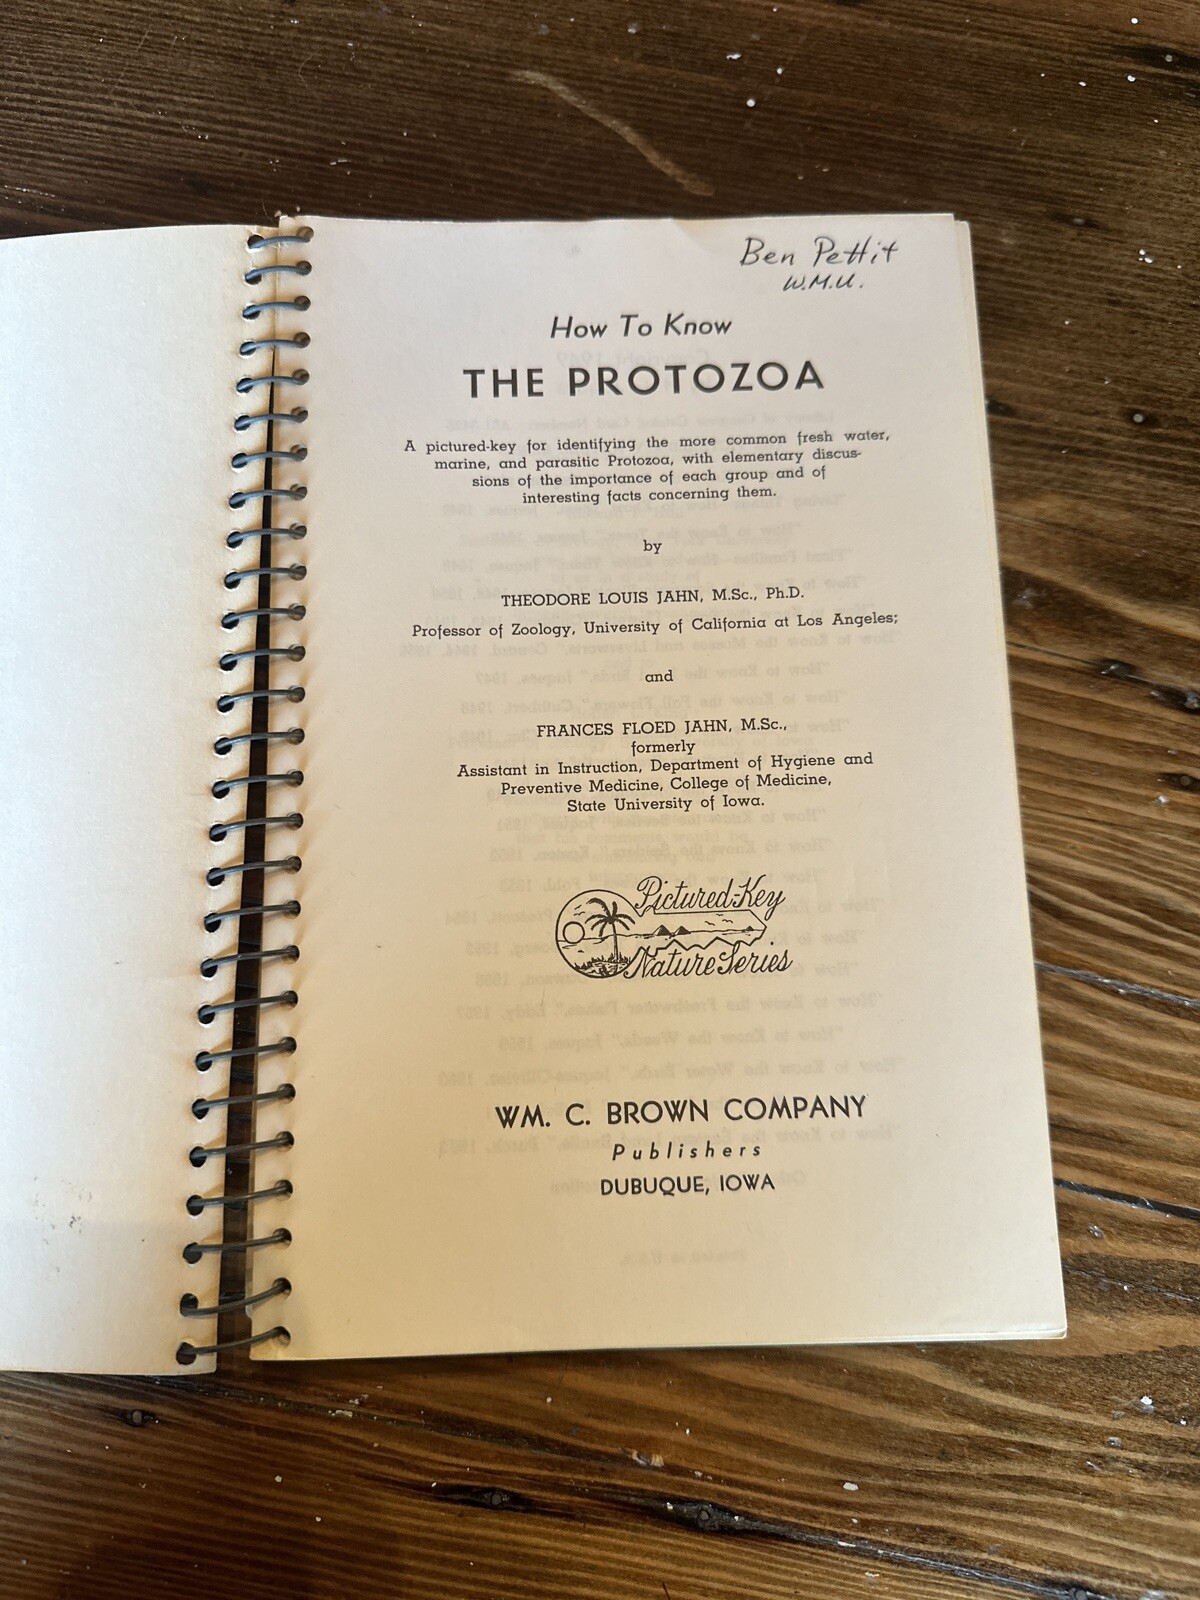 Ben Pettit
W.M.U.
How To Know
THE PROTOZOA
A pictured-key for identifying the more common fresh water,
marine, and parasitic Protozoa, with elementary discus-
sions of the importance of each group and of
interesting facts concerning them.
by
THEODORE LOUIS JAHN, M.Sc., Ph.D.
Professor of Zoology, University of California at Los Angeles;
and
FRANCES FLOED JAHN, M.Sc.,
formerly
Assistant in Instruction, Department of Hygiene and
Preventive Medicine, College of Medicine,
State University of Iowa.
Pictured-Key
Nature Series
WM. C. BROWN COMPANY
Publishers
DUBUQUE, IOWA